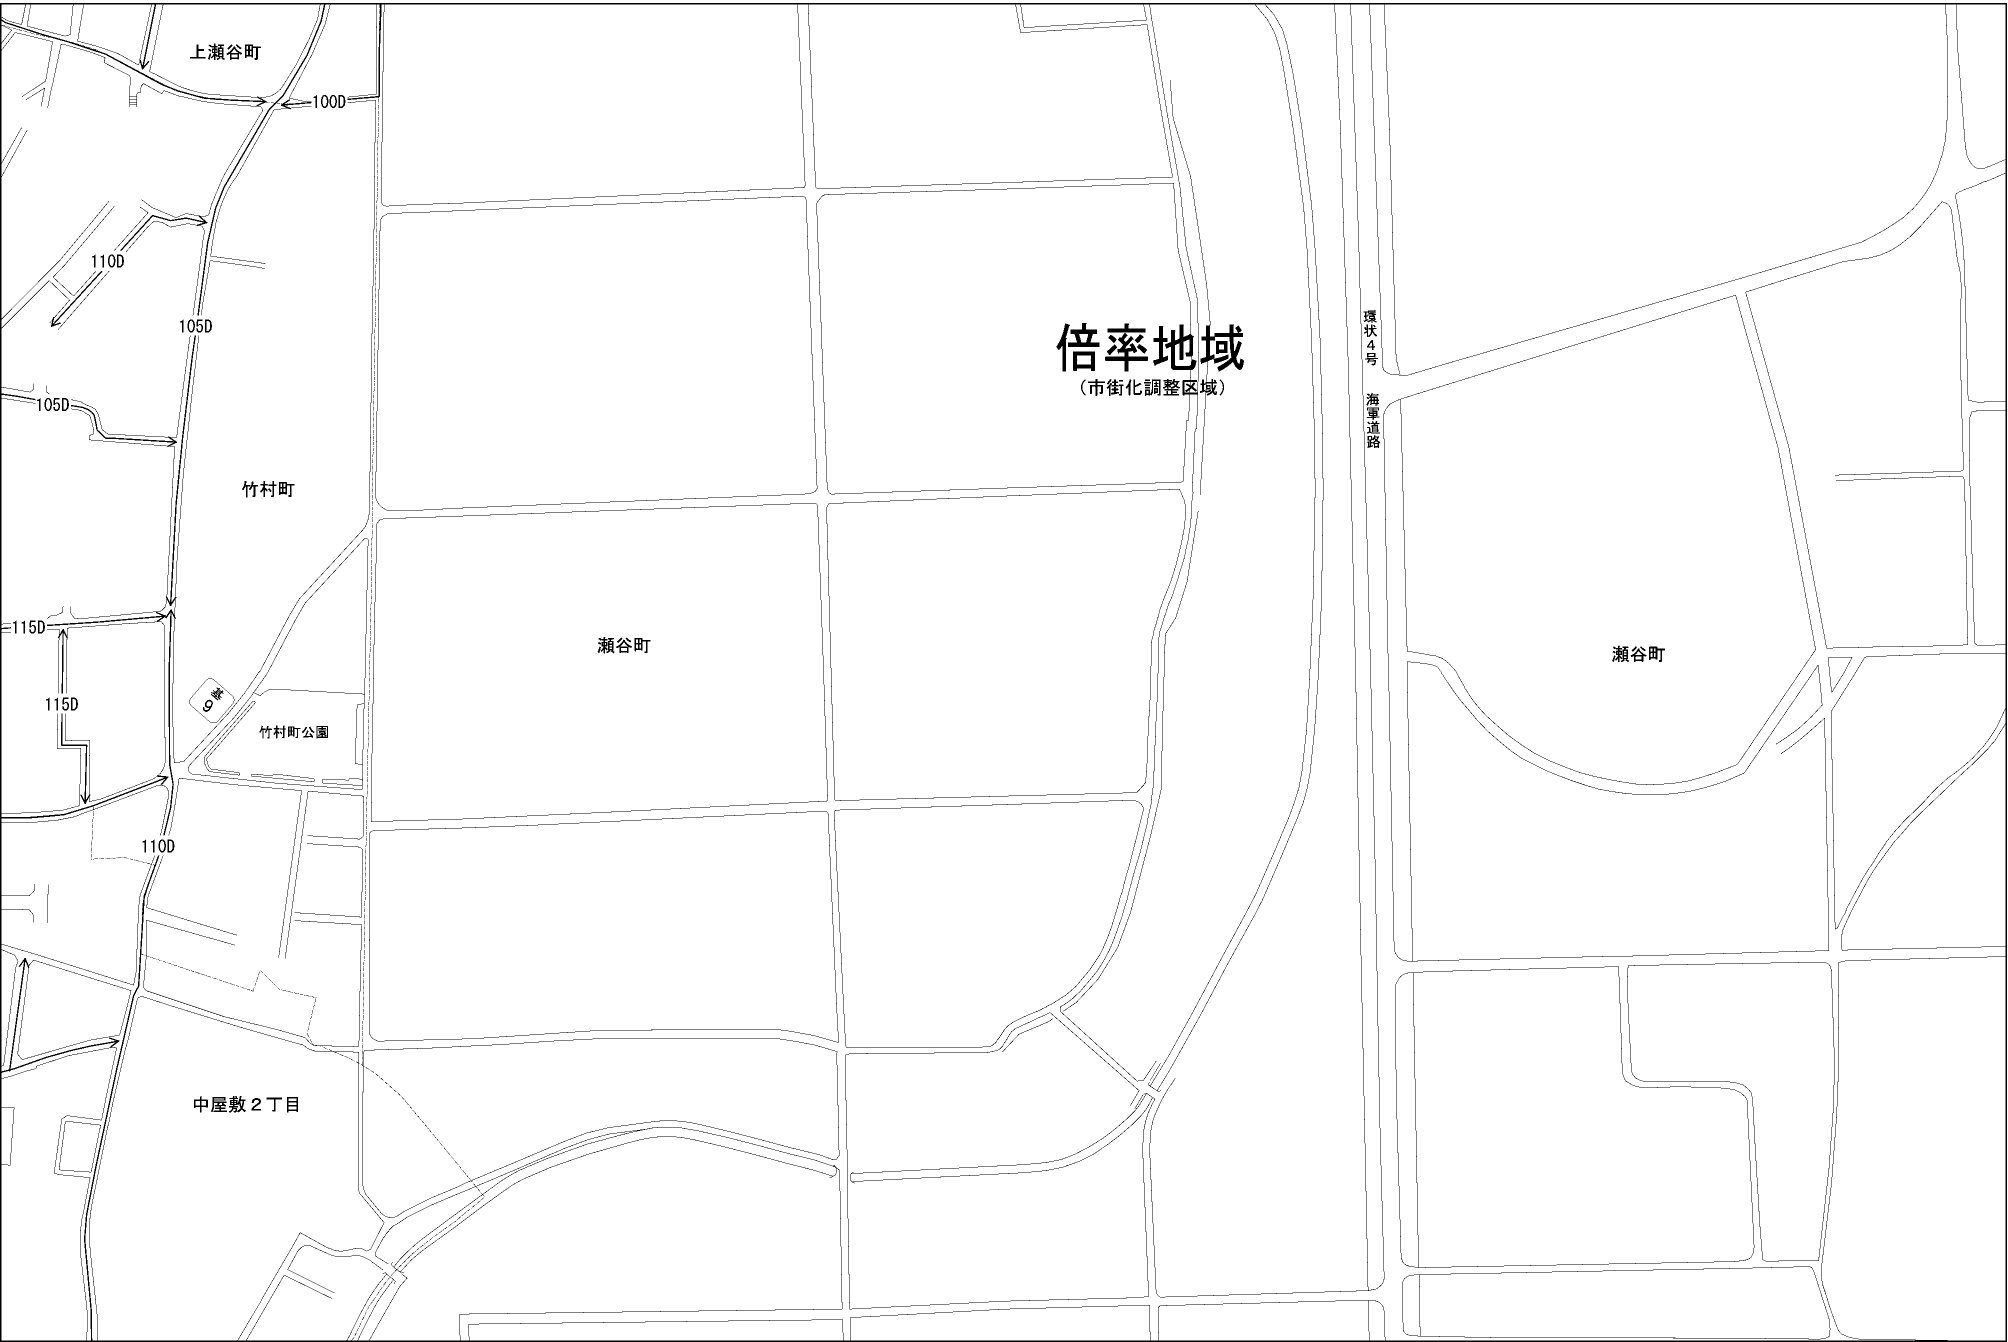 上瀬谷町
100D
110D
105D
倍率地域
(市街化調整区域)
環状4号
海軍道路
105D
竹村町
115D
瀬谷町
瀬谷町
115D
基9
竹村町公園
110D
中屋敷2丁目